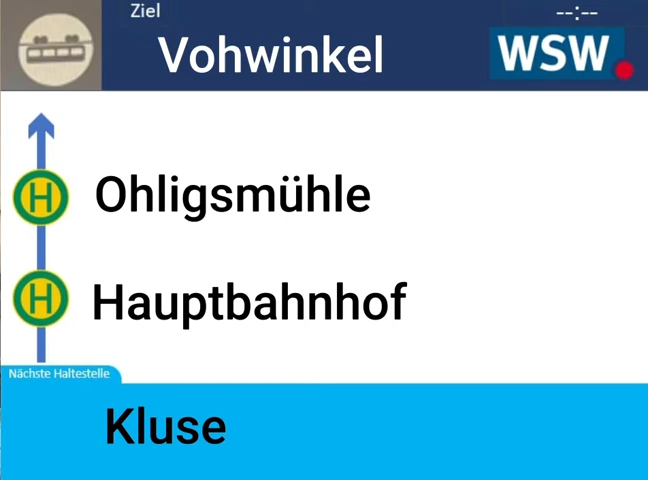 Ziel
--:--
Vohwinkel
WSW.
H
Ohligsmühle
H
Hauptbahnhof
Nächste Haltestelle
Kluse